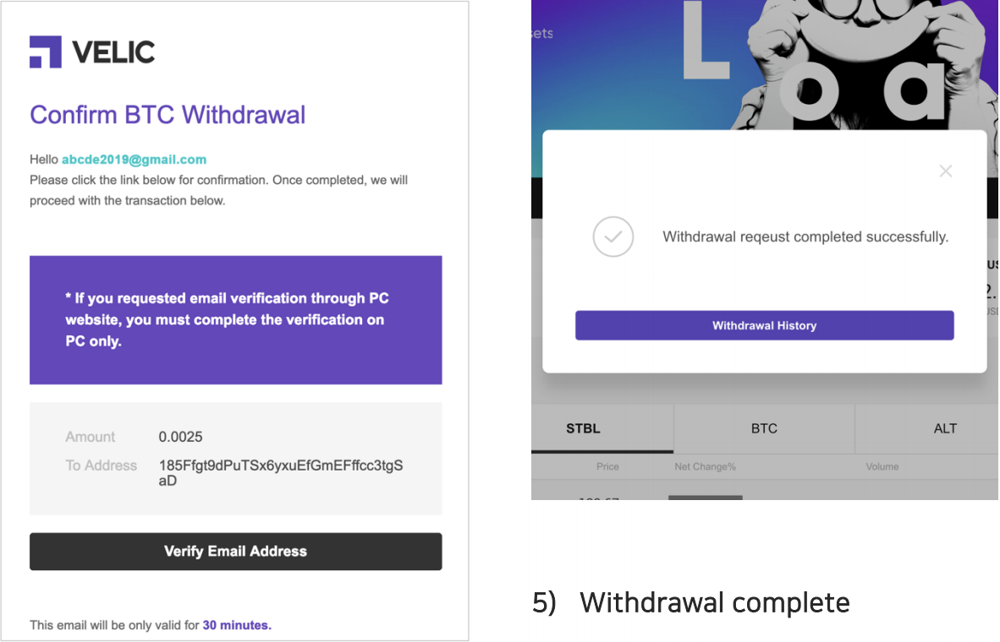 VELIC
Confirm BTC Withdrawal
Hello abcde2019@gmail.com
Please click the link below for confirmation. Once completed, we will
proceed with the transaction below.
* If you requested email verification through PC
website, you must complete the verification on
PC only.
Amount 0.0025
To Address 185Ffgt9dPuTSx6yxuEfGmEFffcc3tgS
aD
Verify Email Address
This email will be only valid for 30 minutes.
L
o a
Withdrawal reqeust completed successfully.
Withdrawal History
STBL BTC ALT
Price Net Change% Volume
5) Withdrawal complete